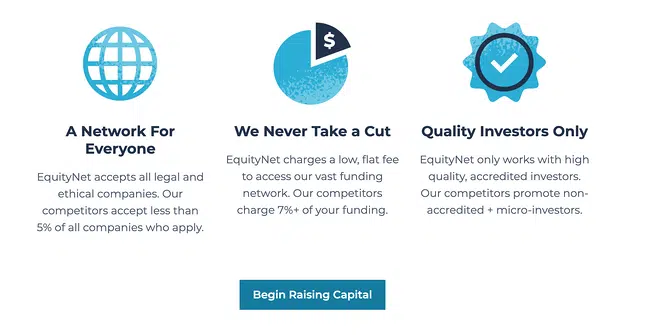 $
A Network For
Everyone
EquityNet accepts all legal and
ethical companies. Our
competitors accept less than
5% of all companies who apply.
We Never Take a Cut
EquityNet charges a low, flat fee
to access our vast funding
network. Our competitors
charge 7%+ of your funding.
Quality Investors Only
EquityNet only works with high
quality, accredited investors.
Our competitors promote non-
accredited + micro-investors.
Begin Raising Capital